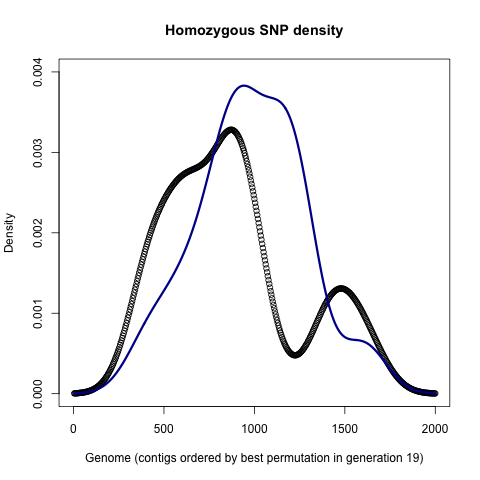 Homozygous SNP density
Density
0.004
0.003
0.002
0.001
0.000
0 500 1000 1500 2000
Genome (contigs ordered by best permutation in generation 19)